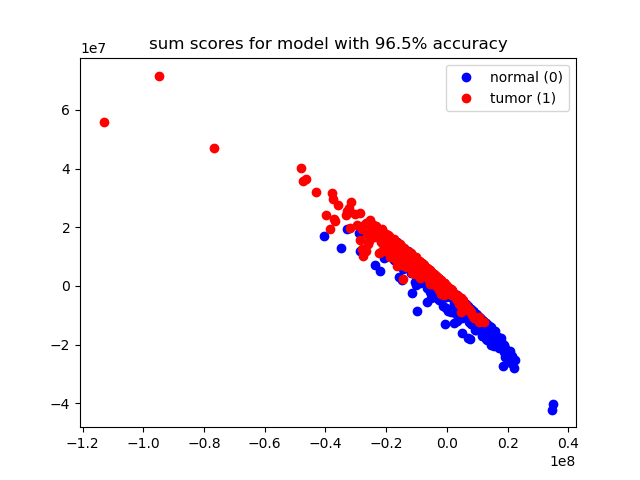 sum scores for model with 96.5% accuracy
1e7
normal (0)
tumor (1)
6
4
2
0
−2
−4
−1.2 −1.0 −0.8 −0.6 −0.4 −0.2 0.0 0.2 0.4
1e8